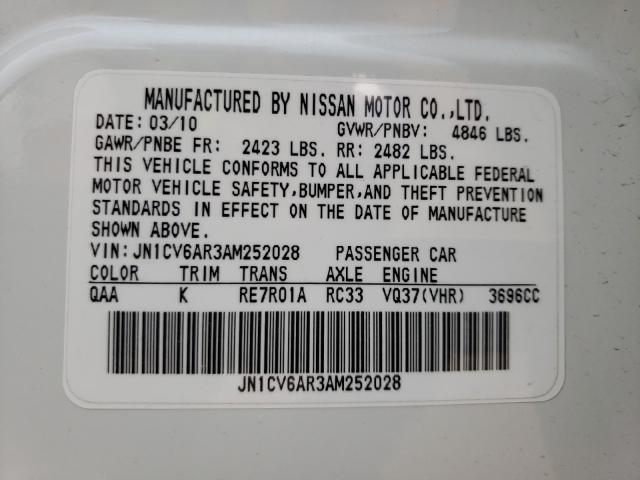 MANUFACTURED BY NISSAN MOTOR CO.,LTD.
DATE: 03/10 GVWR/PNBV: 4846 LBS.
GAWR/PNBE FR: 2423 LBS. RR: 2482 LBS.
THIS VEHICLE CONFORMS TO ALL APPLICABLE FEDERAL
MOTOR VEHICLE SAFETY,BUMPER,AND THEFT PREVENTION
STANDARDS IN EFFECT ON THE DATE OF MANUFACTURE
SHOWN ABOVE.
VIN:JN1CV6AR3AM252028 PASSENGER CAR
COLOR TRIM TRANS AXLE ENGINE
QAA K RE7R01A RC33 VQ37(VHR) 3696CC
JN1CV6AR3AM252028